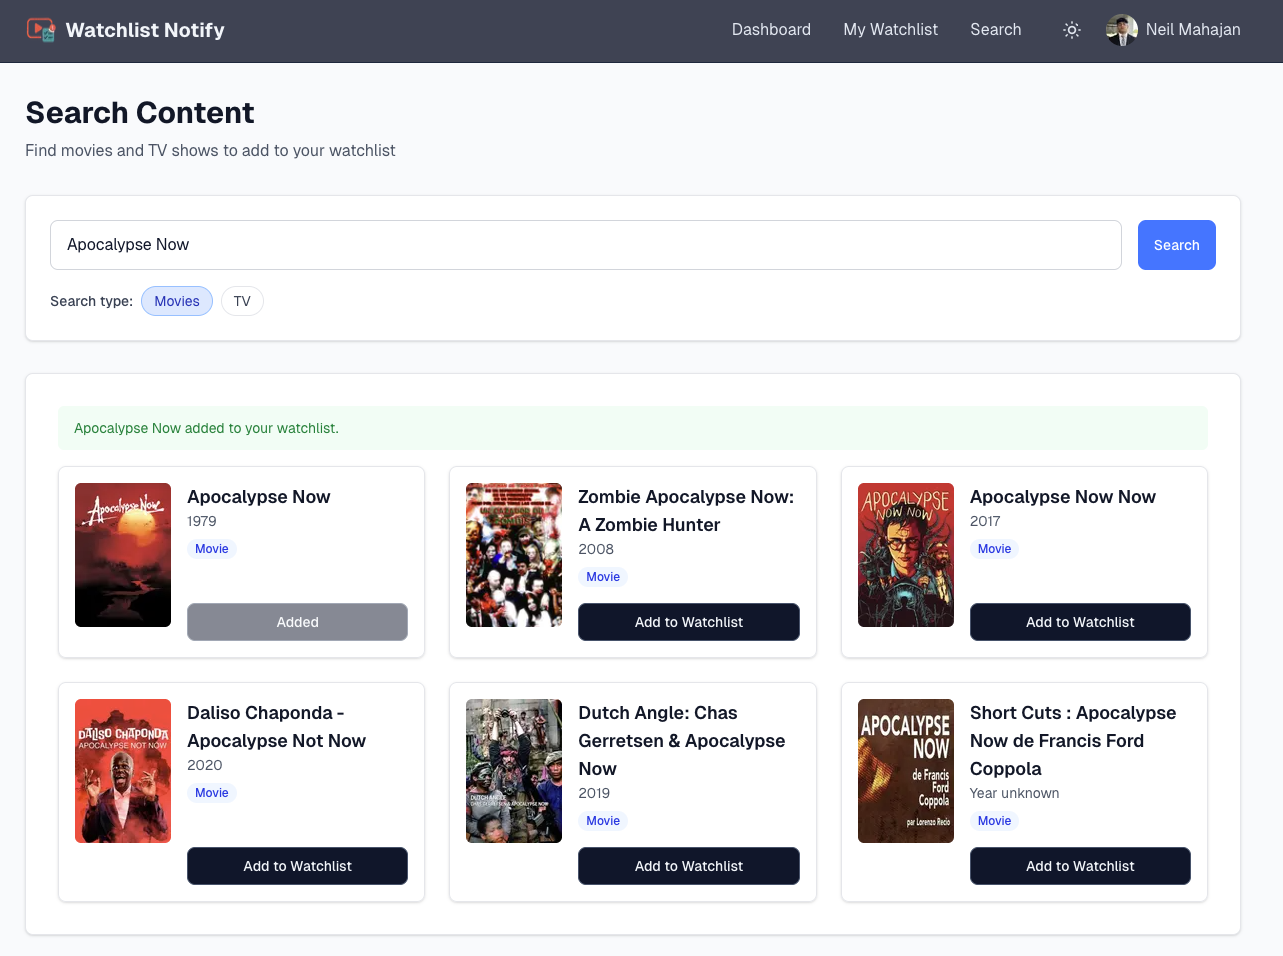 Watchlist Notify
Dashboard
My Watchlist
Search
Neil Mahajan
Search Content
Find movies and TV shows to add to your watchlist
Apocalypse Now
Search
Search type:
Movies
TV
Apocalypse Now added to your watchlist.
Apocalypse Now
Apocalypse Now
1979
Movie
Added
Zombie Apocalypse Now:
A Zombie Hunter
2008
Movie
Add to Watchlist
APOCALYPSE
NOW NOW
Apocalypse Now Now
2017
Movie
Add to Watchlist
DALISO CHAPONDA
APOCALYPSE NOT NOW
Daliso Chaponda -
Apocalypse Not Now
2020
Movie
Add to Watchlist
DUTCH ANGLE:
CHAS GERRETSEN & APOCALYPSE NOW
Dutch Angle: Chas
Gerretsen & Apocalypse
Now
2019
Movie
Add to Watchlist
APOCALYPSE
NOW
de Francis
Ford
Coppola
par Lorenzo Recio
Short Cuts : Apocalypse
Now de Francis Ford
Coppola
Year unknown
Movie
Add to Watchlist